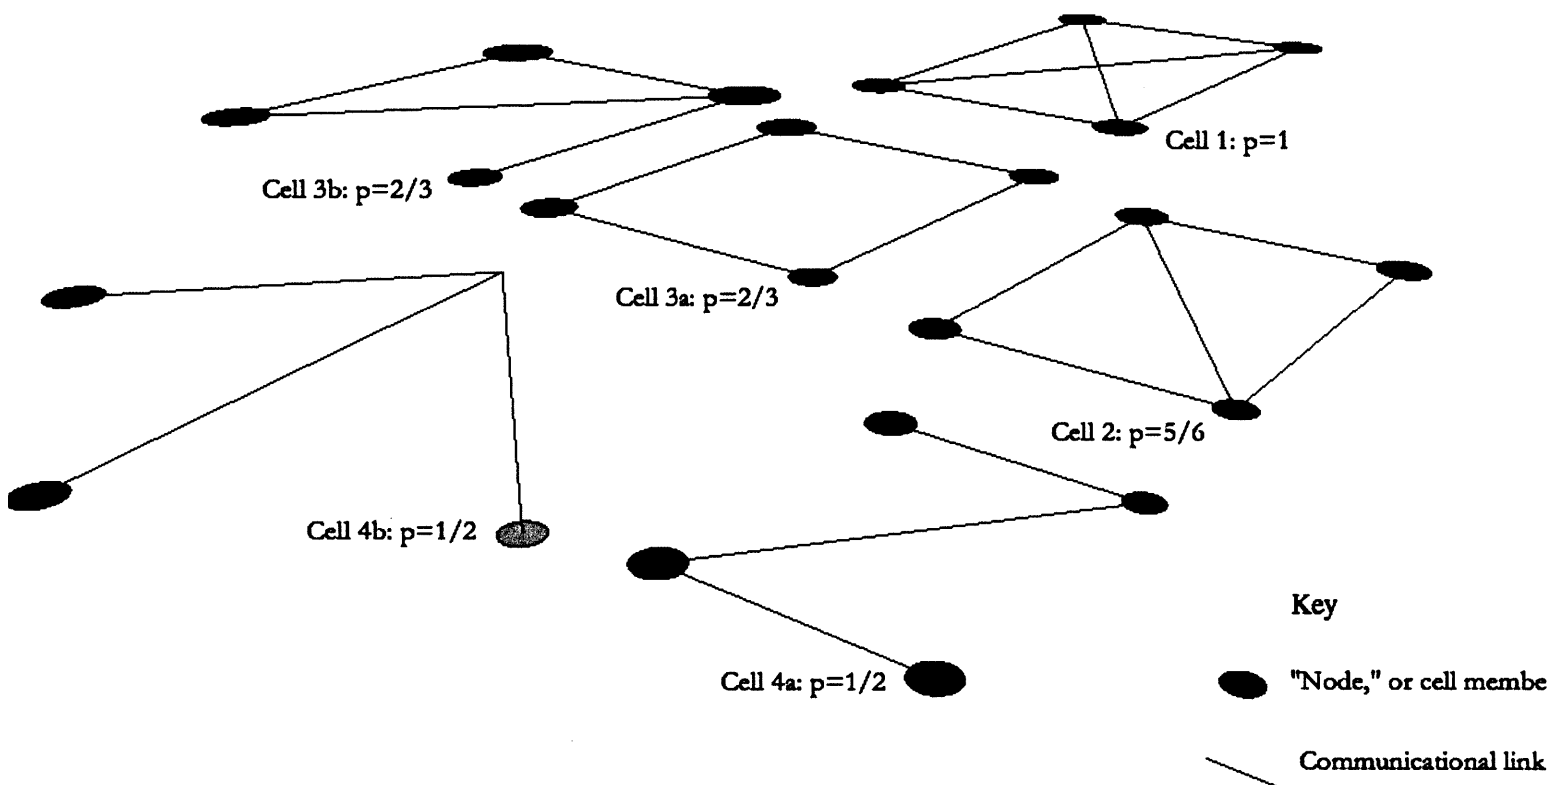 Cell 1: p=1
Cell 3b: p=2/3
Cell 3a: p=2/3
Cell 2: p=5/6
Cell 4b: p=1/2
Cell 4a: p=1/2
Key
"Node," or cell membe
Communicational link